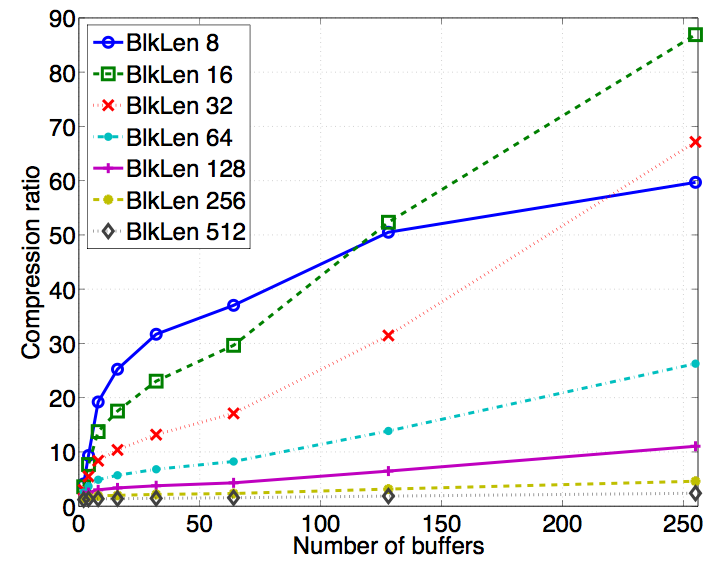 90
80
70
60
50
40
30
20
10
0
Compression ratio
BlkLen 8
BlkLen 16
BlkLen 32
BlkLen 64
BlkLen 128
BlkLen 256
BlkLen 512
0 50 100 150 200 250
Number of buffers